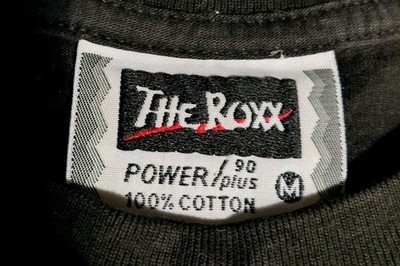 THE ROXX
POWER/90 plus
100% COTTON M